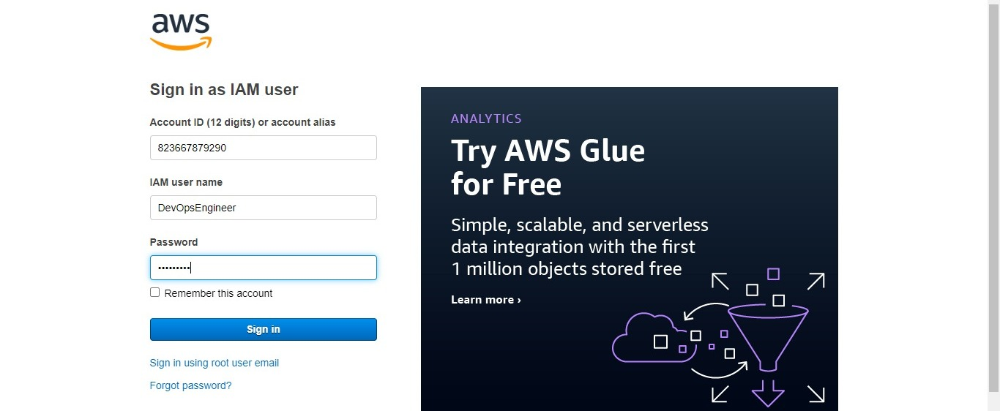 aws
Sign in as IAM user
Account ID (12 digits) or account alias
823667879290
IAM user name
DevOpsEngineer
Password
•••••••••
Remember this account
Sign in
Sign in using root user email
Forgot password?
ANALYTICS
Try AWS Glue
for Free
Simple, scalable, and serverless
data integration with the first
1 million objects stored free
Learn more ›